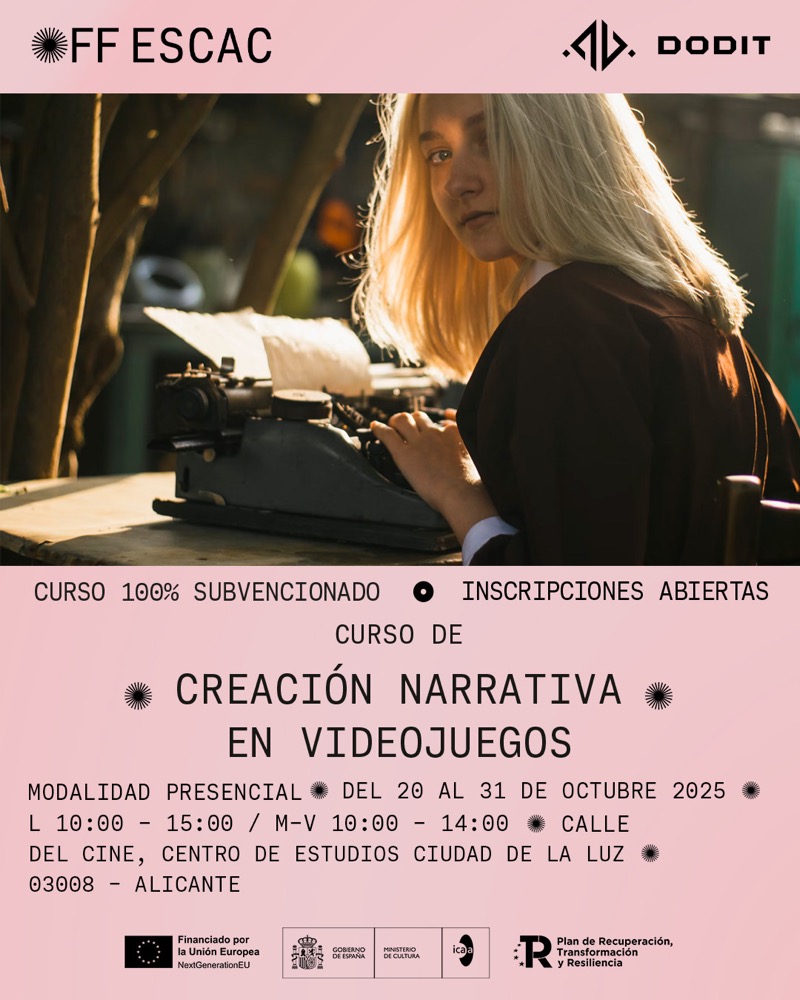 OFF ESCAC
DODIT
CURSO 100% SUBVENCIONADO
INSCRIPCIONES ABIERTAS
CURSO DE
CREACIÓN NARRATIVA
EN VIDEOJUEGOS
MODALIDAD PRESENCIAL DEL 20 AL 31 DE OCTUBRE 2025
L 10:00 - 15:00 / M-V 10:00 - 14:00 CALLE
DEL CINE, CENTRO DE ESTUDIOS CIUDAD DE LA LUZ
03008 - ALICANTE
Financiado por
la Unión Europea
NextGenerationEU
GOBIERNO
DE ESPAÑA
MINISTERIO
DE CULTURA
icaa
TR
Plan de Recuperación,
Transformación
y Resiliencia